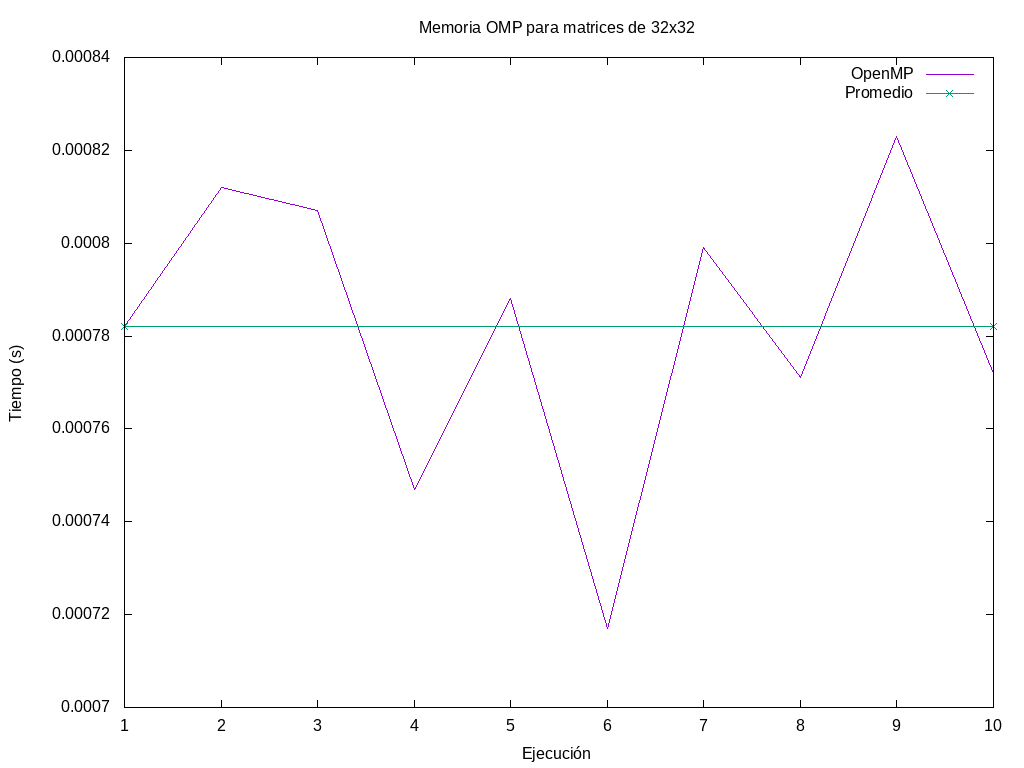 Memoria OMP para matrices de 32x32
OpenMP
Promedio
0.00084
0.00082
0.0008
0.00078
0.00076
0.00074
0.00072
0.0007
Tiempo (s)
1 2 3 4 5 6 7 8 9 10
Ejecución